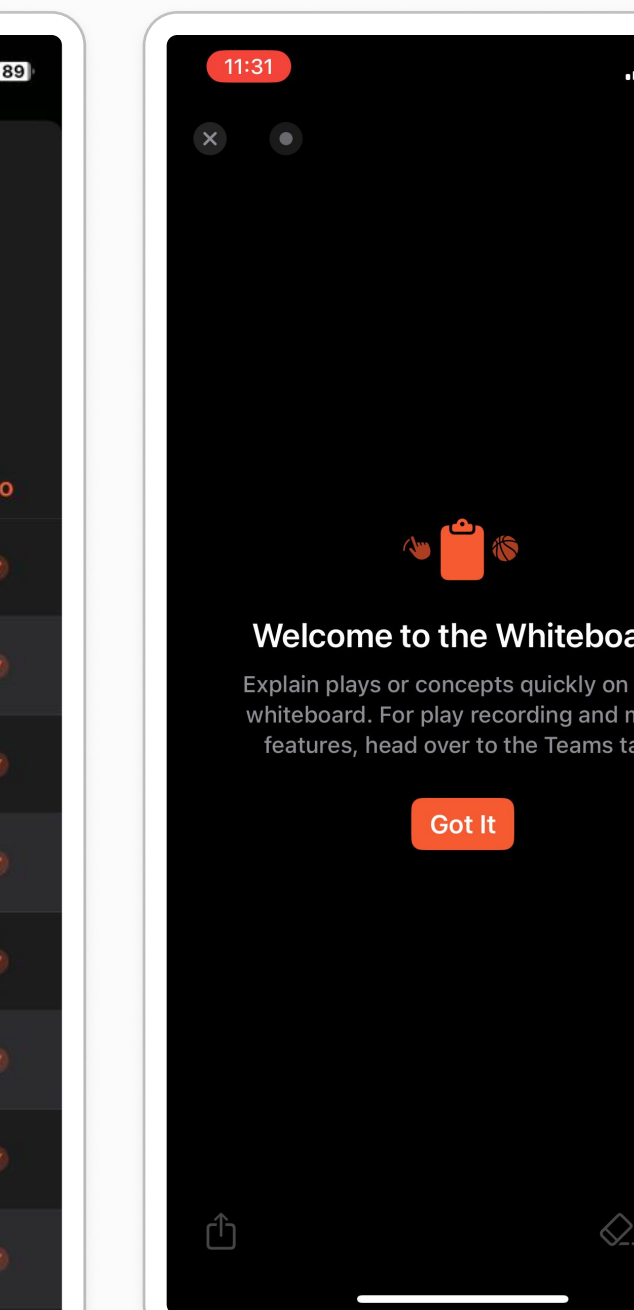 89
11:31
o
Welcome to the Whiteboa
Explain plays or concepts quickly on
whiteboard. For play recording and m
features, head over to the Teams ta
Got It